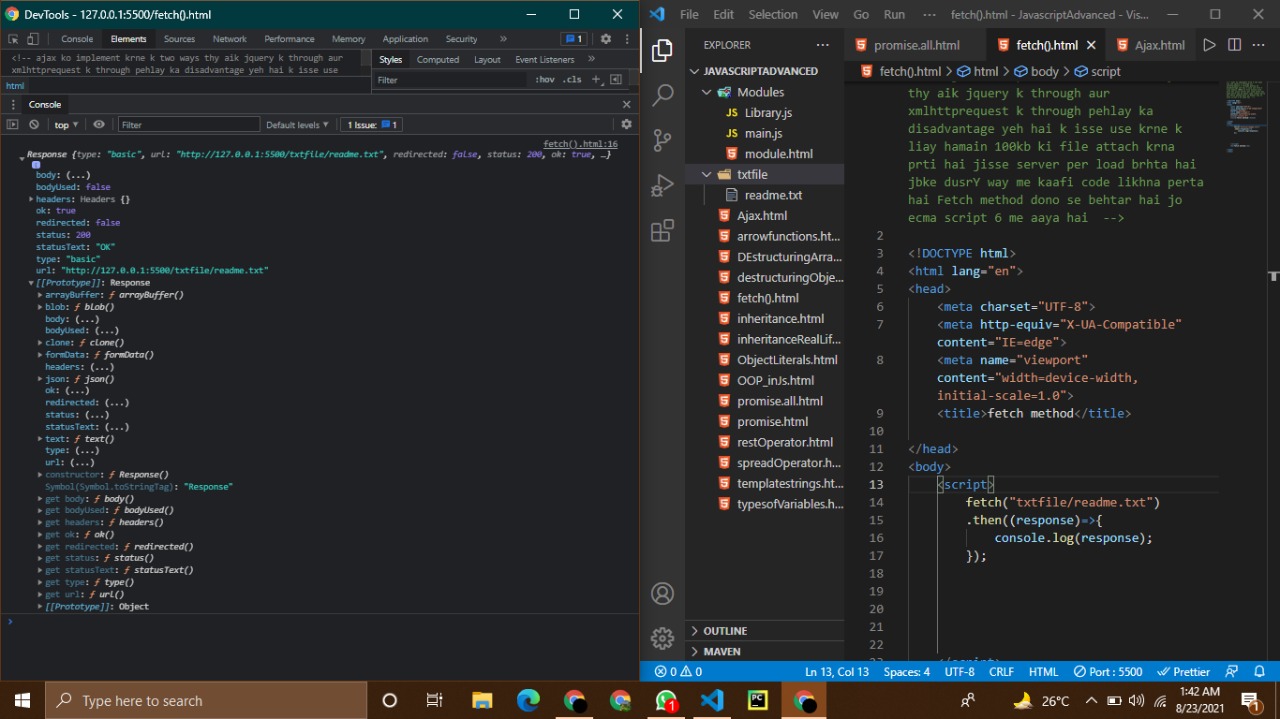 DevTools - 127.0.0.1:5500/fetch().html
Console Elements Sources Network Performance Memory Application Security » 1
<!-- ajax ko implement krne k two ways thy aik jquery k through aur
xmlhttprequest k through pehlay ka disadvantage yeh hai k isse use
html
Styles Computed Layout Event Listeners »
Filter :hov .cls +
Console
top Filter Default levels 1 Issue: 1
fetch().html:16
Response {type: "basic", url: "http://127.0.0.1:5500/txtfile/readme.txt", redirected: false, status: 200, ok: true, …}
body: (...)
bodyUsed: false
headers: Headers {}
ok: true
redirected: false
status: 200
statusText: "OK"
type: "basic"
url: "http://127.0.0.1:5500/txtfile/readme.txt"
[[Prototype]]: Response
arrayBuffer: ƒ arrayBuffer()
blob: ƒ blob()
body: (...)
bodyUsed: (...)
clone: ƒ clone()
formData: ƒ formData()
headers: (...)
json: ƒ json()
ok: (...)
redirected: (...)
status: (...)
statusText: (...)
text: ƒ text()
type: (...)
url: (...)
constructor: ƒ Response()
Symbol(Symbol.toStringTag): "Response"
get body: ƒ body()
get bodyUsed: ƒ bodyUsed()
get headers: ƒ headers()
get ok: ƒ ok()
get redirected: ƒ redirected()
get status: ƒ status()
get statusText: ƒ statusText()
get type: ƒ type()
get url: ƒ url()
[[Prototype]]: Object
File Edit Selection View Go Run ··· fetch().html - JavascriptAdvanced - Vis...
EXPLORER ···
JAVASCRIPTADVANCED
Modules
JS Library.js
JS main.js
module.html
txtfile
readme.txt
Ajax.html
arrowfunctions.ht...
DEstructuringArra...
destructuringObje...
fetch().html
inheritance.html
inheritanceRealLif...
ObjectLiterals.html
OOP_inJs.html
promise.all.html
promise.html
restOperator.html
spreadOperator.h...
templatestrings.ht...
typesofVariables.h...
OUTLINE
MAVEN
promise.all.html fetch().html Ajax.html ···
fetch().html > html > body > script
thy aik jquery k through aur
xmlhttprequest k through pehlay ka
disadvantage yeh hai k isse use krne k
liay hamain 100kb ki file attach krna
prti hai jisse server per load brhta hai
jbke dusrY way me kaafi code likhna perta
hai Fetch method dono se behtar hai jo
ecma script 6 me aaya hai -->
2
3 <!DOCTYPE html>
4 <html lang="en">
5 <head>
6 <meta charset="UTF-8">
7 <meta http-equiv="X-UA-Compatible"
content="IE=edge">
8 <meta name="viewport"
content="width=device-width,
initial-scale=1.0">
9 <title>fetch method</title>
10
11 </head>
12 <body>
13 <script>
14 fetch("txtfile/readme.txt")
15 .then((response)=>{
16 console.log(response);
17 });
18
19
20
21
22
23 </script>
0 0 Ln 13, Col 13 Spaces: 4 UTF-8 CRLF HTML Port : 5500 Prettier
Type here to search
PC
1
26°C
1:42 AM
8/23/2021
1